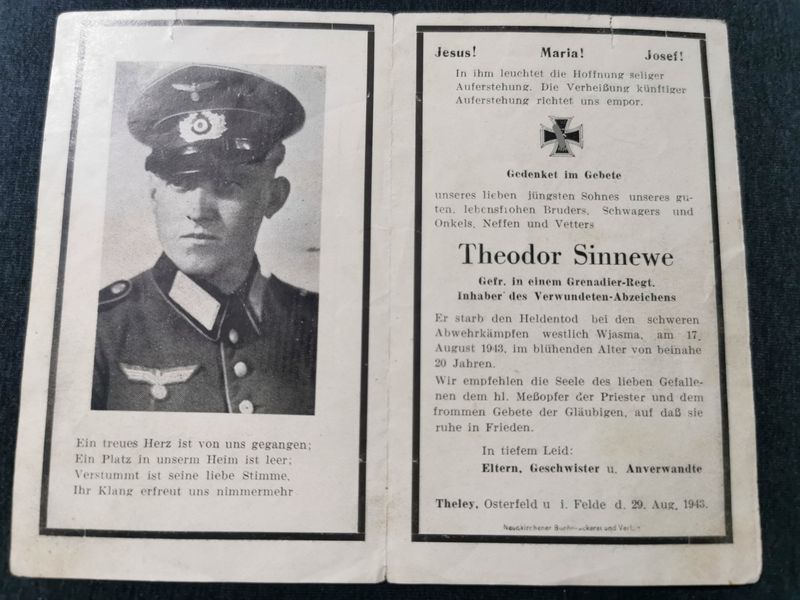 Ein treues Herz ist von uns gegangen;
Ein Platz in unserm Heim ist leer;
Verstummt ist seine liebe Stimme,
Ihr Klang erfreut uns nimmermehr
Jesus! Maria! Josef!
In ihm leuchtet die Hoffnung seliger
Auferstehung. Die Verheißung künftiger
Auferstehung richtet uns empor.
Gedenket im Gebete
unseres lieben jüngsten Sohnes unseres gu-
ten, lebensfrohen Bruders, Schwagers und
Onkels, Neffen und Vetters
Theodor Sinnewe
Gefr. in einem Grenadier-Regt.
Inhaber des Verwundeten-Abzeichens
Er starb den Heldentod bei den schweren
Abwehrkämpfen westlich Wjasma, am 17.
August 1943, im blühenden Alter von beinahe
20 Jahren.
Wir empfehlen die Seele des lieben Gefalle-
nen dem hl. Meßopfer der Priester und dem
frommen Gebete der Gläubigen, auf daß sie
ruhe in Frieden.
In tiefem Leid:
Eltern, Geschwister u. Anverwandte
Theley, Osterfeld u i. Felde d. 29. Aug. 1943.
Neunkirchener und